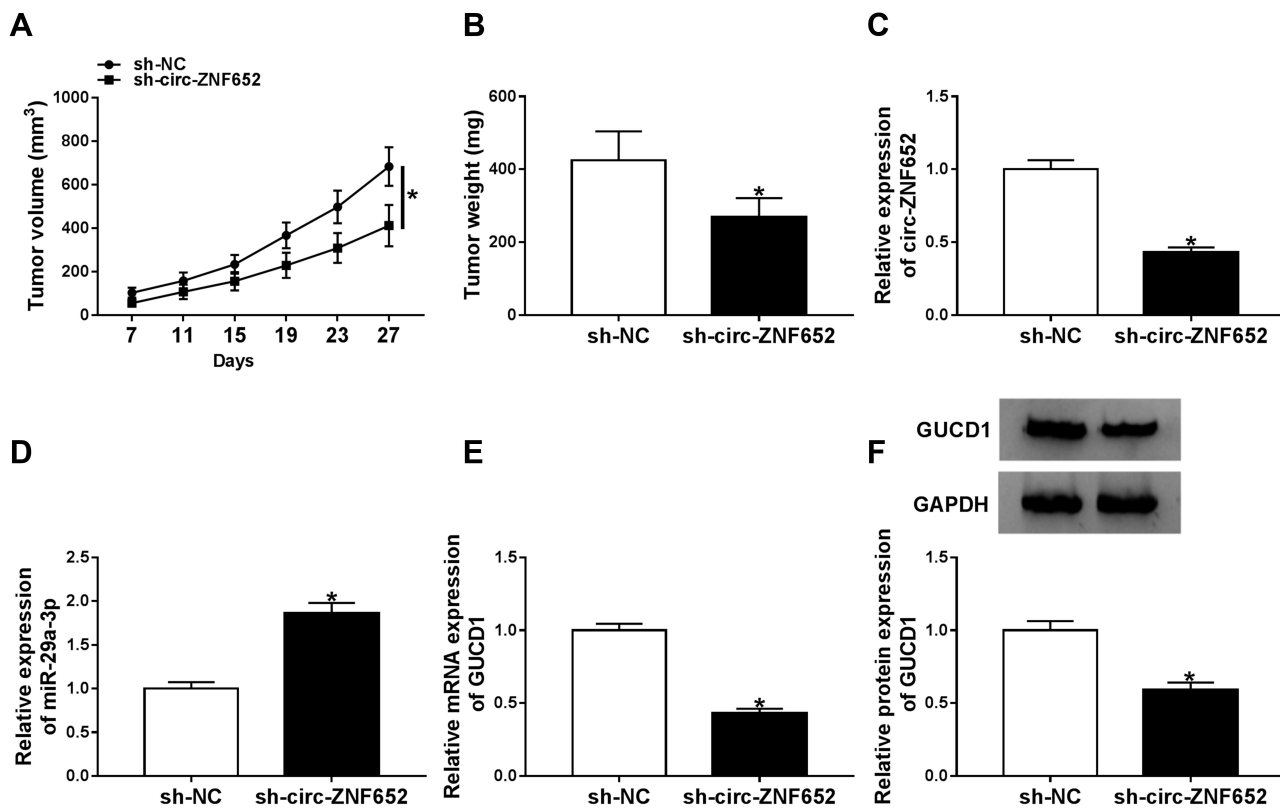 A
sh-NC
sh-circ-ZNF652
Tumor volume (mm³)
1000
800
600
400
200
0
*
7 11 15 19 23 27
Days
B
Tumor weight (mg)
600
400
200
0
*
sh-NC sh-circ-ZNF652
C
Relative expression
of circ-ZNF652
1.5
1.0
0.5
0.0
*
sh-NC sh-circ-ZNF652
D
Relative expression
of miR-29a-3p
2.5
2.0
1.5
1.0
0.5
0.0
*
sh-NC sh-circ-ZNF652
E
Relative mRNA expression
of GUCD1
1.5
1.0
0.5
0.0
*
sh-NC sh-circ-ZNF652
F
GUCD1
GAPDH
Relative protein expression
of GUCD1
1.5
1.0
0.5
0.0
*
sh-NC sh-circ-ZNF652